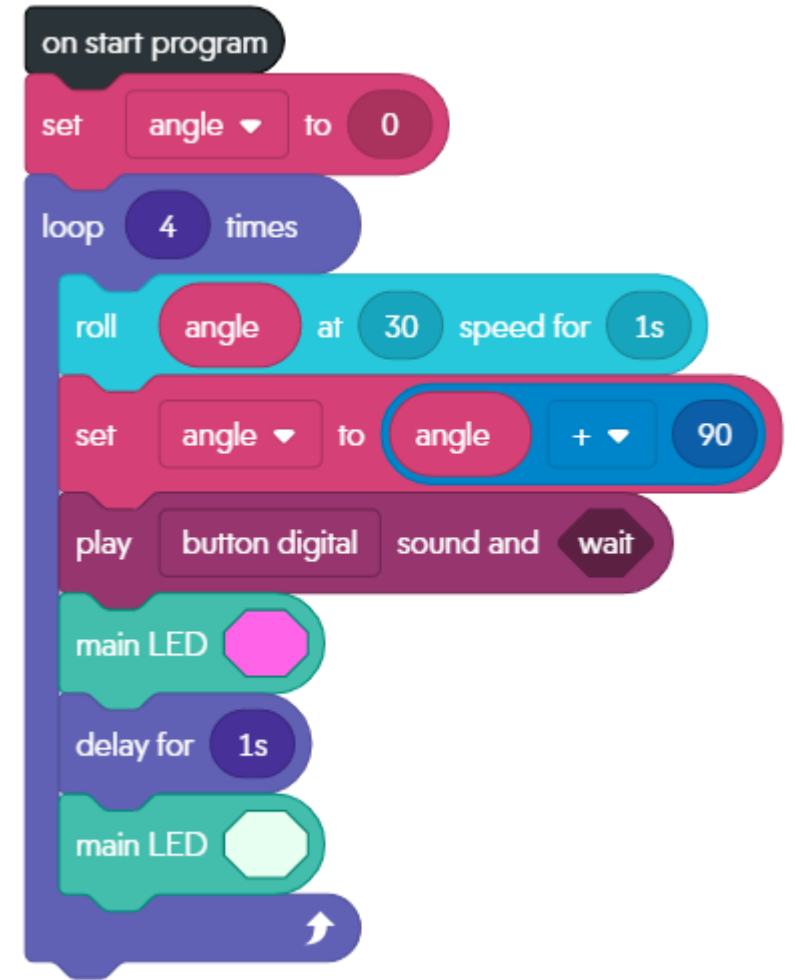 on start program
set angle to 0
loop 4 times
roll angle at 30 speed for 1s
set angle to angle + 90
play button digital sound and wait
main LED
delay for 1s
main LED